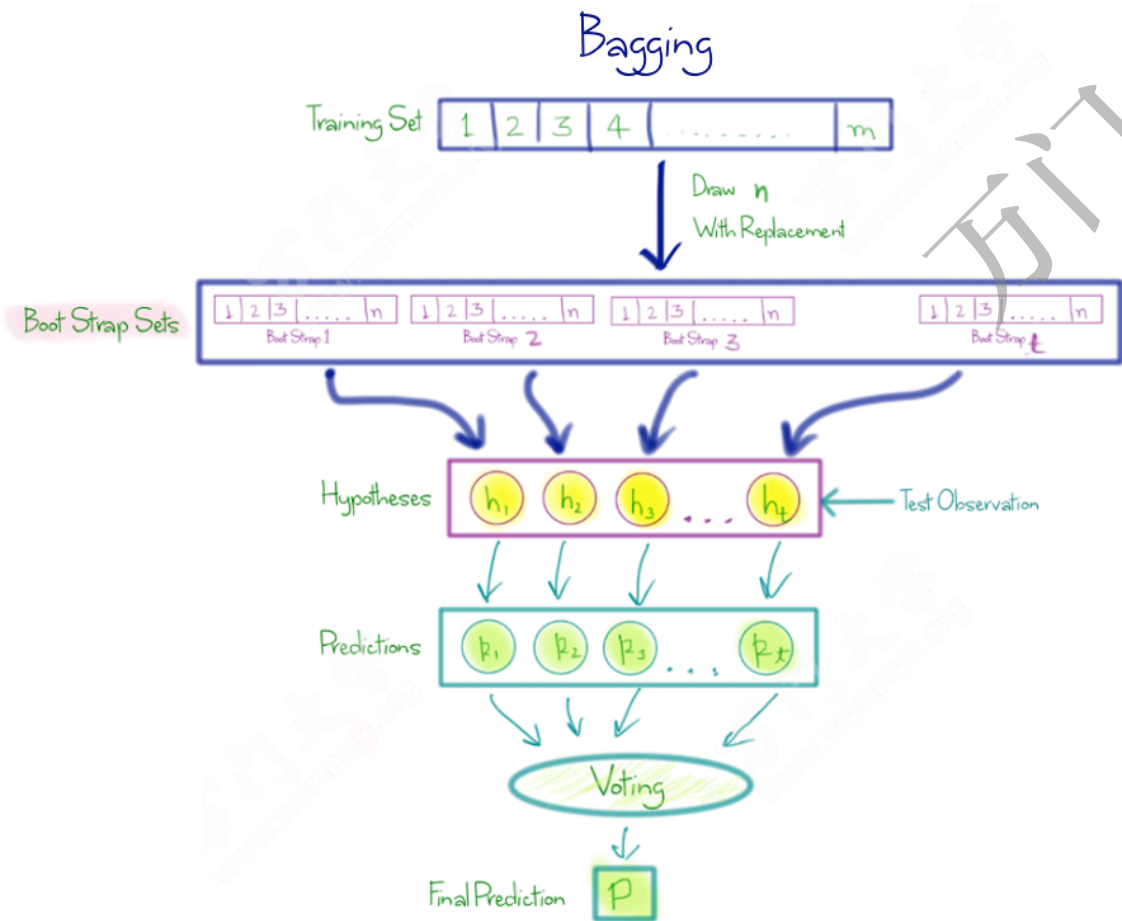 Bagging
Training Set 1 2 3 4 ......... m
Draw n
With Replacement
Boot Strap Sets
1 2 3 ..... n 1 2 3 ..... n 1 2 3 ..... n 1 2 3 ..... n
Boot Strap 1 Boot Strap 2 Boot Strap 3 Boot Strap t
Hypotheses h₁ h₂ h₃ ... hₜ Test Observation
Predictions p₁ p₂ p₃ ... pₜ
Voting
Final Prediction P
万门